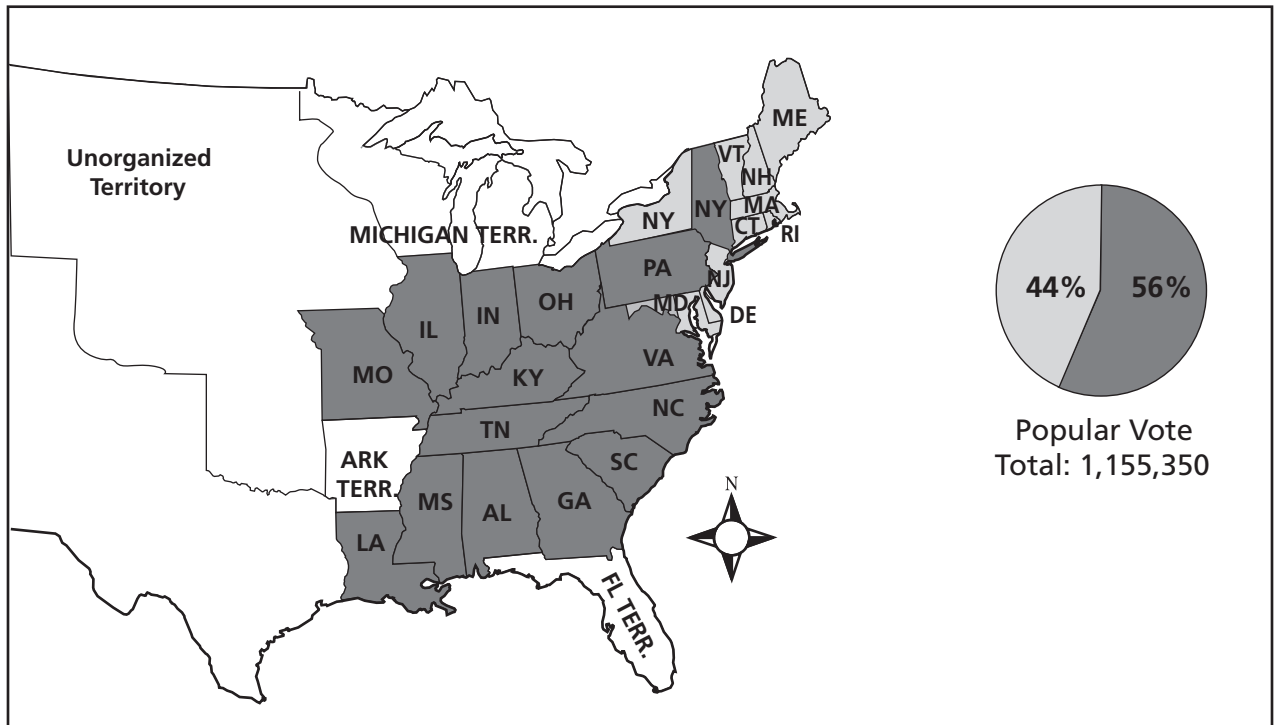 Unorganized
Territory
MICHIGAN TERR.
ME
VT
NH
NY
NY
MA
CT
RI
PA
NJ
MD
DE
OH
IN
IL
VA
MO
KY
NC
TN
SC
ARK
TERR.
MS
AL
GA
LA
FL TERR.
N
44%
56%
Popular Vote
Total: 1,155,350